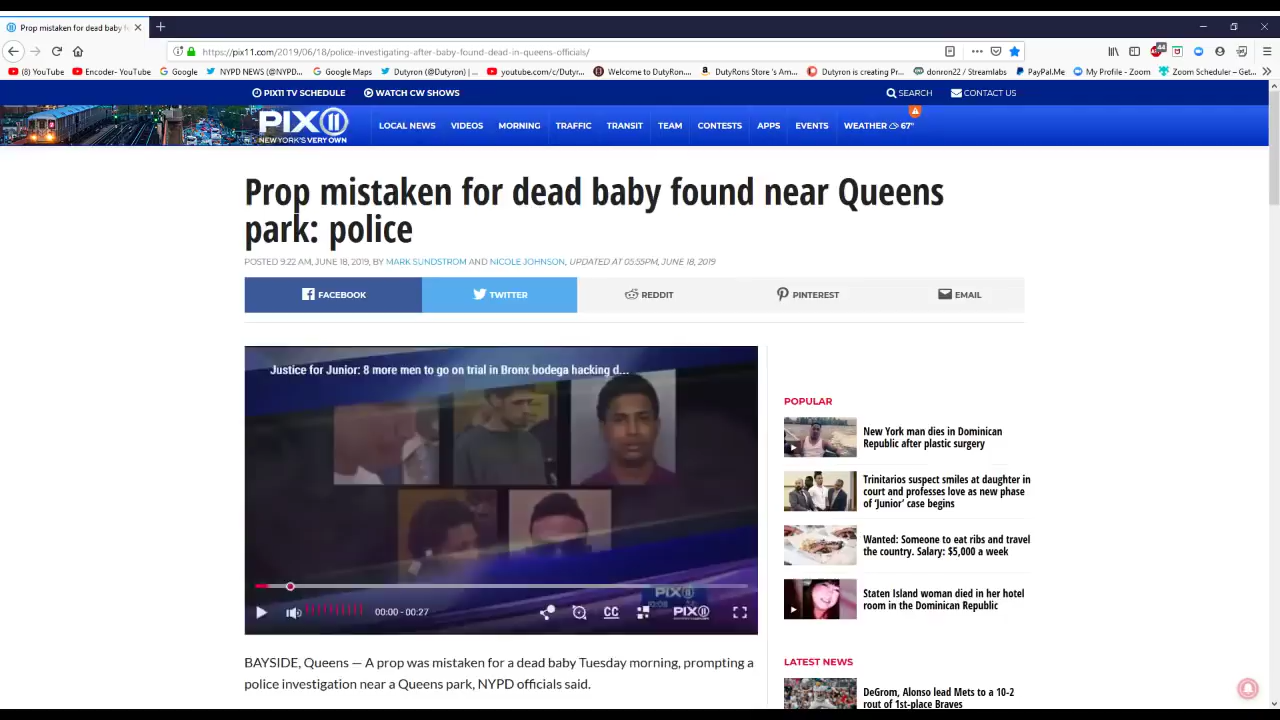 Prop mistaken for dead baby f
https://pix11.com/2019/06/18/police-investigating-after-baby-found-dead-in-queens-officials/
44
(8) YouTube
Encoder- YouTube
Google
NYPD NEWS (@NYPD...
Google Maps
Dutyron (@Dutyron) |...
youtube.com/c/Dutyr...
Welcome to DutyRon....
DutyRons Store 's Am...
Dutyron is creating Pr...
donron22 / Streamlabs
PayPal.Me
My Profile - Zoom
Zoom Scheduler – Get...
PIX11 TV SCHEDULE
WATCH CW SHOWS
SEARCH
CONTACT US
PIX11
NEW YORK'S VERY OWN
LOCAL NEWS
VIDEOS
MORNING
TRAFFIC
TRANSIT
TEAM
CONTESTS
APPS
EVENTS
WEATHER
67°
Prop mistaken for dead baby found near Queens
park: police
POSTED 9:22 AM, JUNE 18, 2019, BY MARK SUNDSTROM AND NICOLE JOHNSON, UPDATED AT 05:55PM, JUNE 18, 2019
FACEBOOK
TWITTER
REDDIT
PINTEREST
EMAIL
Justice for Junior: 8 more men to go on trial in Bronx bodega hacking d...
PIX11
00:00 - 00:27
CC
PIX11
BAYSIDE, Queens — A prop was mistaken for a dead baby Tuesday morning, prompting a
police investigation near a Queens park, NYPD officials said.
POPULAR
New York man dies in Dominican
Republic after plastic surgery
Trinitarios suspect smiles at daughter in
court and professes love as new phase
of ‘Junior’ case begins
Wanted: Someone to eat ribs and travel
the country. Salary: $5,000 a week
Staten Island woman died in her hotel
room in the Dominican Republic
LATEST NEWS
DeGrom, Alonso lead Mets to a 10-2
rout of 1st-place Braves